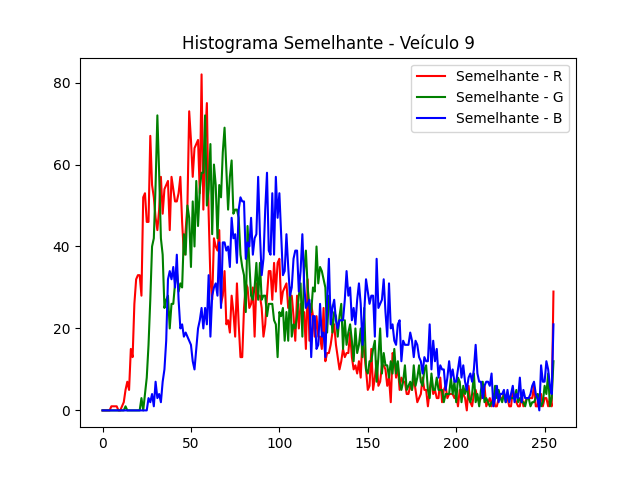 Histograma Semelhante - Veículo 9
Semelhante - R
Semelhante - G
Semelhante - B
80
60
40
20
0
0 50 100 150 200 250